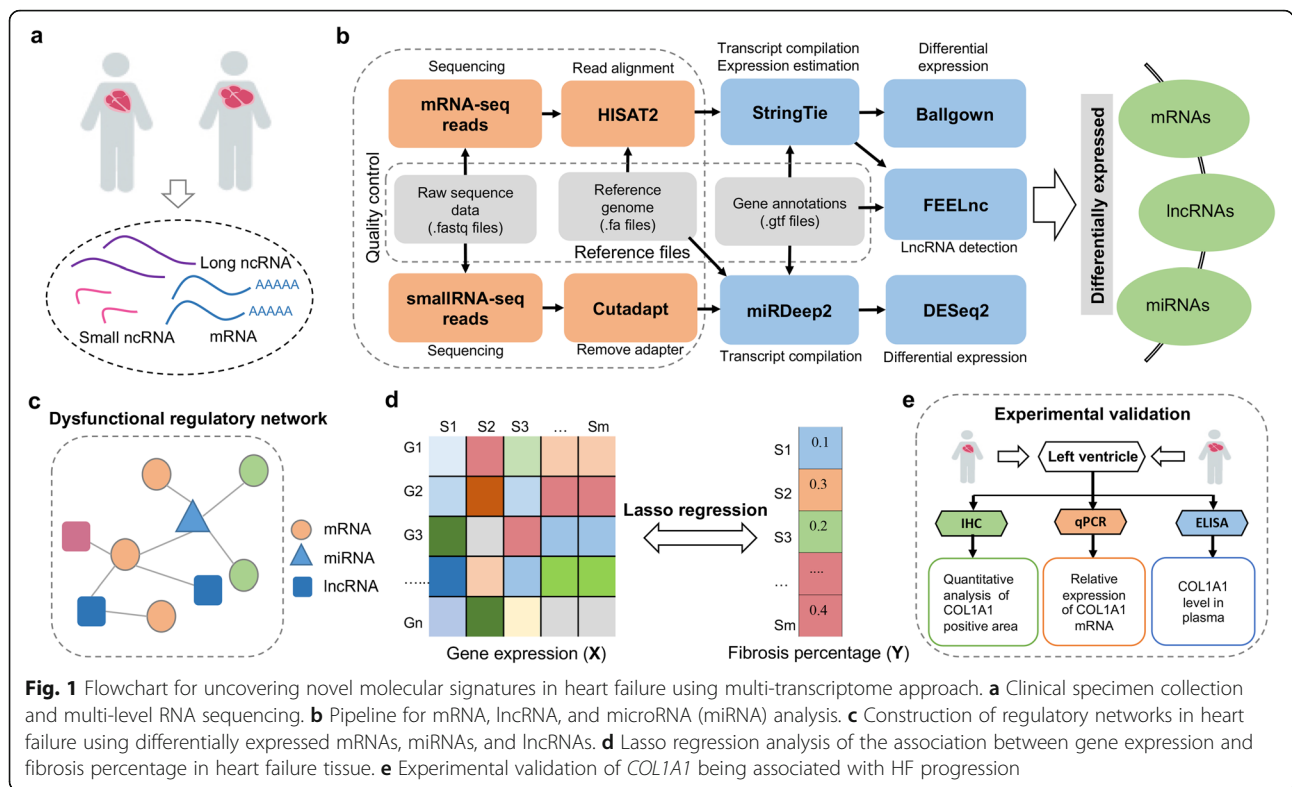 a
Long ncRNA
AAAAA
AAAAA
Small ncRNA
mRNA
b
Sequencing
Read alignment
Transcript compilation
Expression estimation
Differential
expression
mRNA-seq
reads
HISAT2
StringTie
Ballgown
Quality control
Raw sequence
data
(.fastq files)
Reference
genome
(.fa files)
Gene annotations
(.gtf files)
FEELnc
LncRNA detection
Reference files
smallRNA-seq
reads
Cutadapt
miRDeep2
DESeq2
Sequencing
Remove adapter
Transcript compilation
Differential expression
Differentially expressed
mRNAs
lncRNAs
miRNAs
c
Dysfunctional regulatory network
mRNA
miRNA
lncRNA
d
S1 S2 S3 ... Sm
G1
G2
G3
......
Gn
Gene expression (X)
Lasso regression
S1 0.1
S2 0.3
S3 0.2
... ....
Sm 0.4
Fibrosis percentage (Y)
e
Experimental validation
Left ventricle
IHC
qPCR
ELISA
Quantitative
analysis of
COL1A1
positive area
Relative
expression
of COL1A1
mRNA
COL1A1
level in
plasma
Fig. 1 Flowchart for uncovering novel molecular signatures in heart failure using multi-transcriptome approach. a Clinical specimen collection
and multi-level RNA sequencing. b Pipeline for mRNA, lncRNA, and microRNA (miRNA) analysis. c Construction of regulatory networks in heart
failure using differentially expressed mRNAs, miRNAs, and lncRNAs. d Lasso regression analysis of the association between gene expression and
fibrosis percentage in heart failure tissue. e Experimental validation of COL1A1 being associated with HF progression